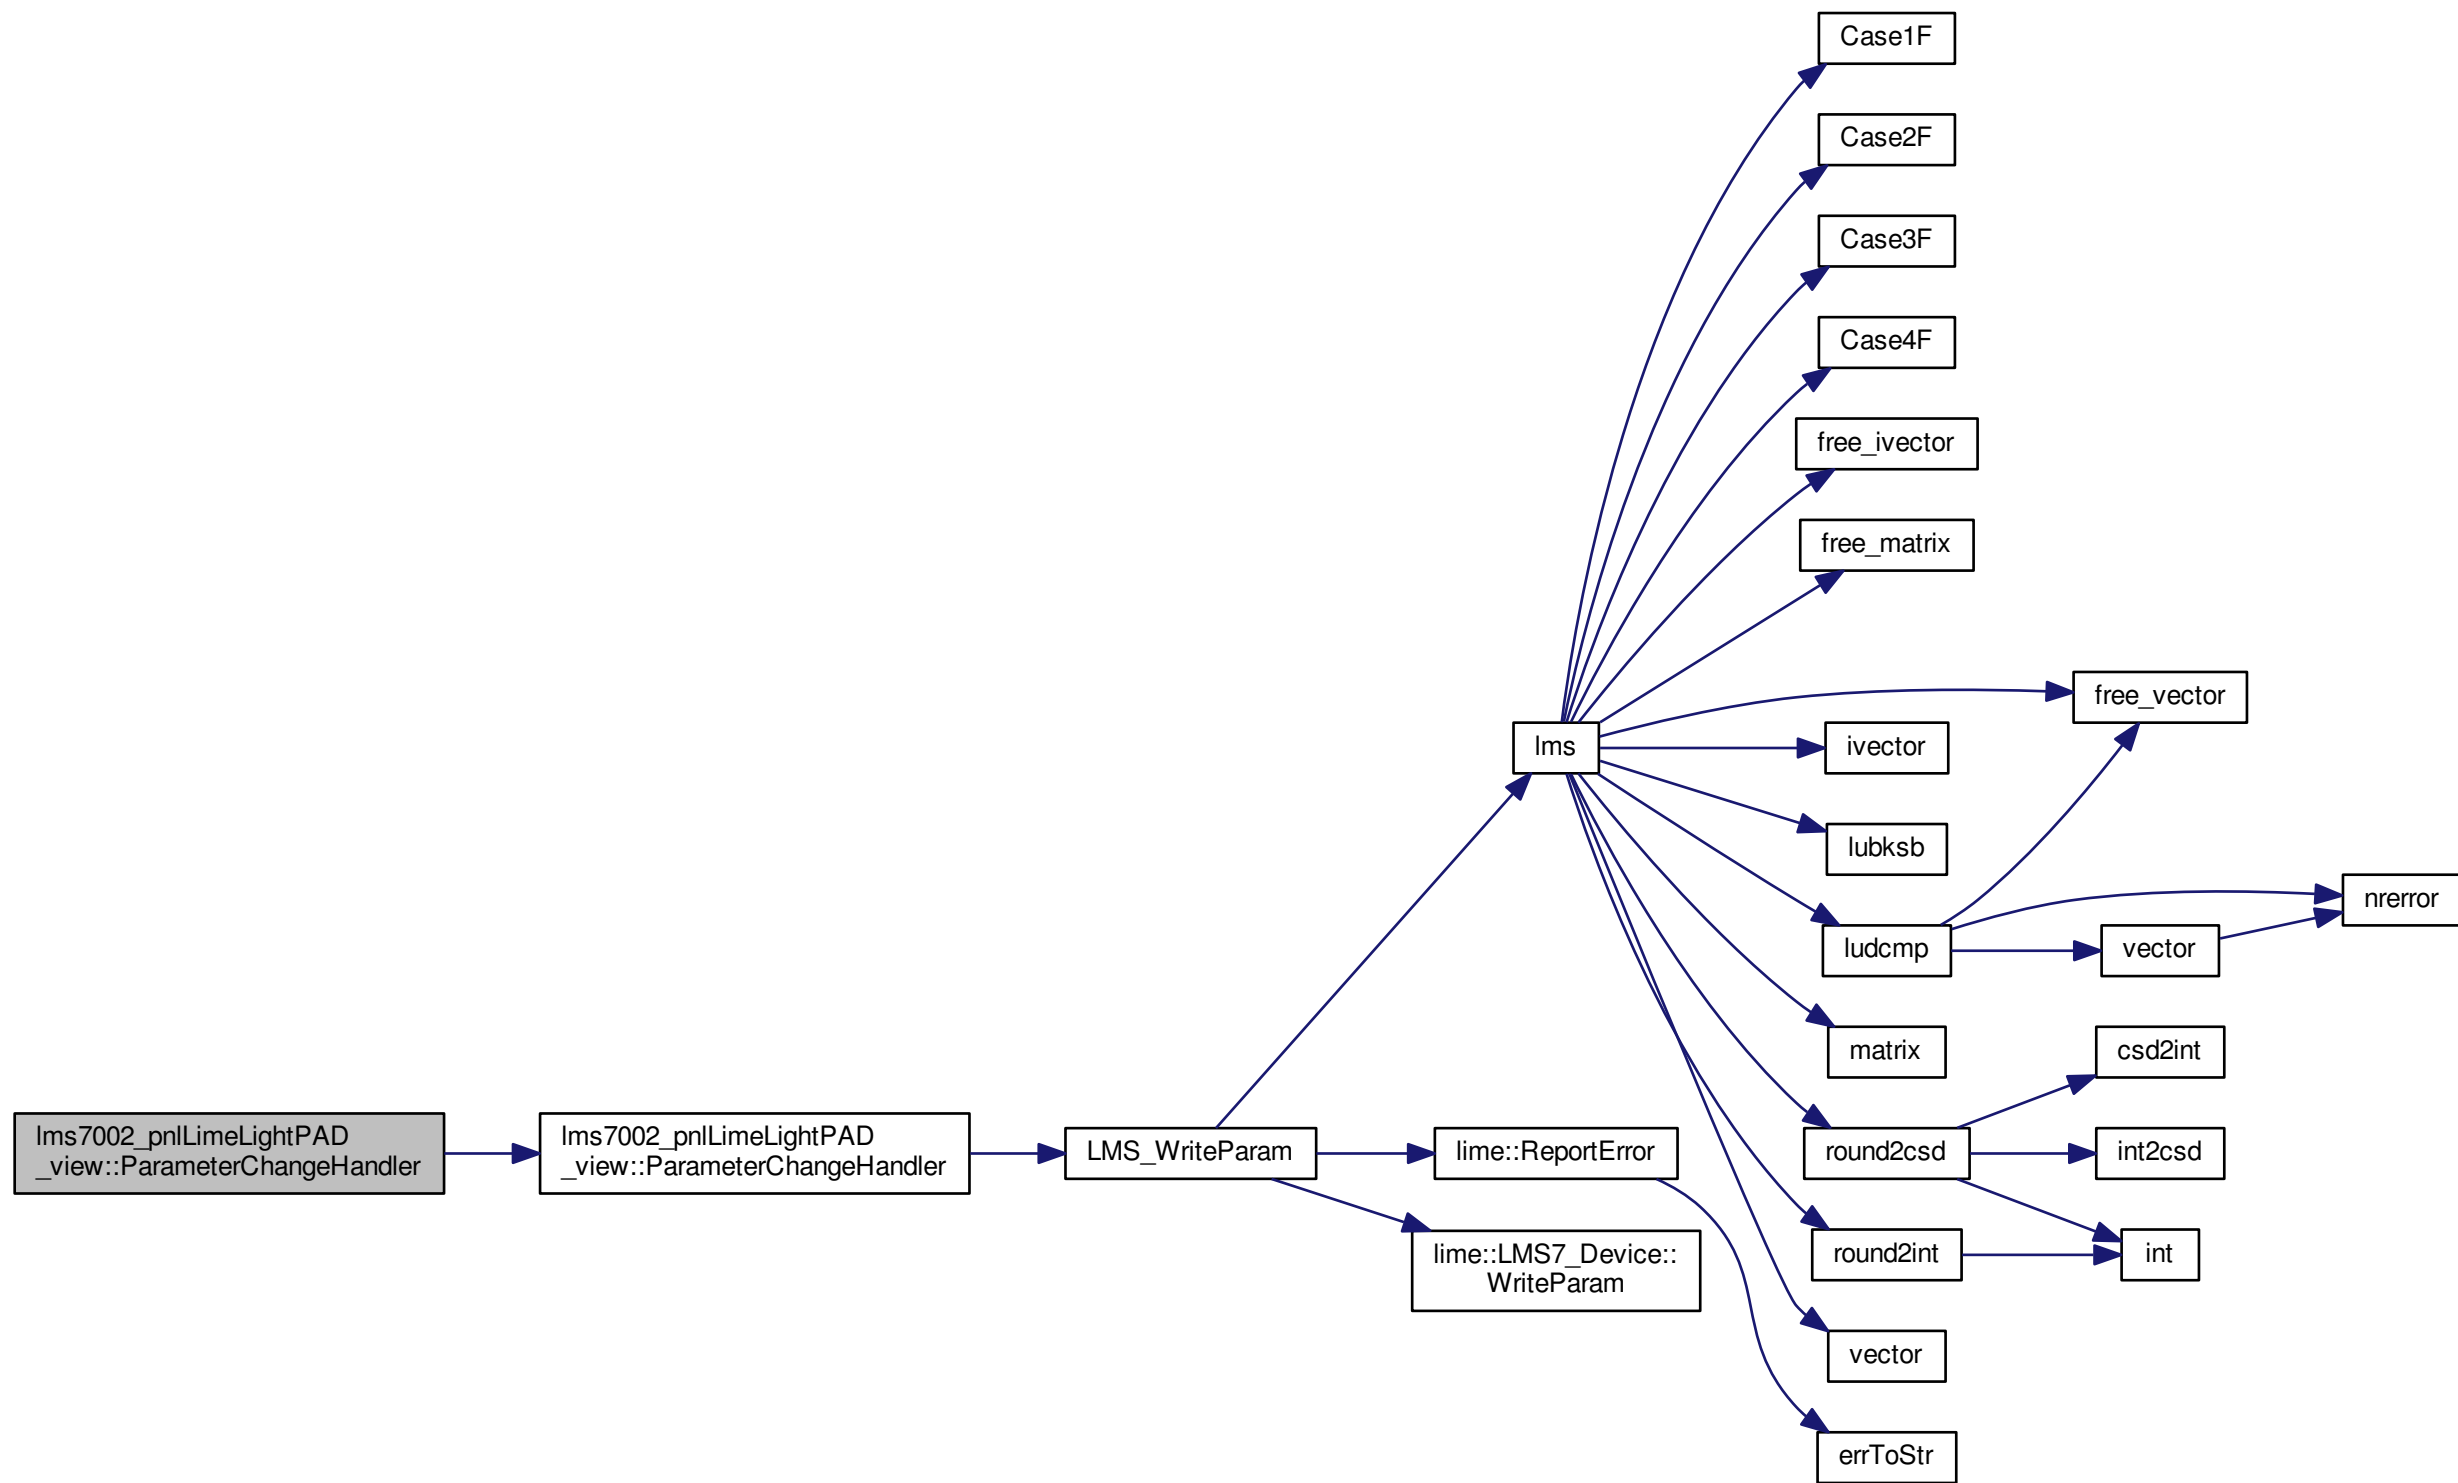 Case1F
Case2F
Case3F
Case4F
free_ivector
free_matrix
free_vector
lms
ivector
lubksb
nrerror
ludcmp
vector
matrix
csd2int
lms7002_pnlLimeLightPAD
_view::ParameterChangeHandler
lms7002_pnlLimeLightPAD
_view::ParameterChangeHandler
LMS_WriteParam
lime::ReportError
round2csd
int2csd
lime::LMS7_Device::
WriteParam
round2int
int
vector
errToStr